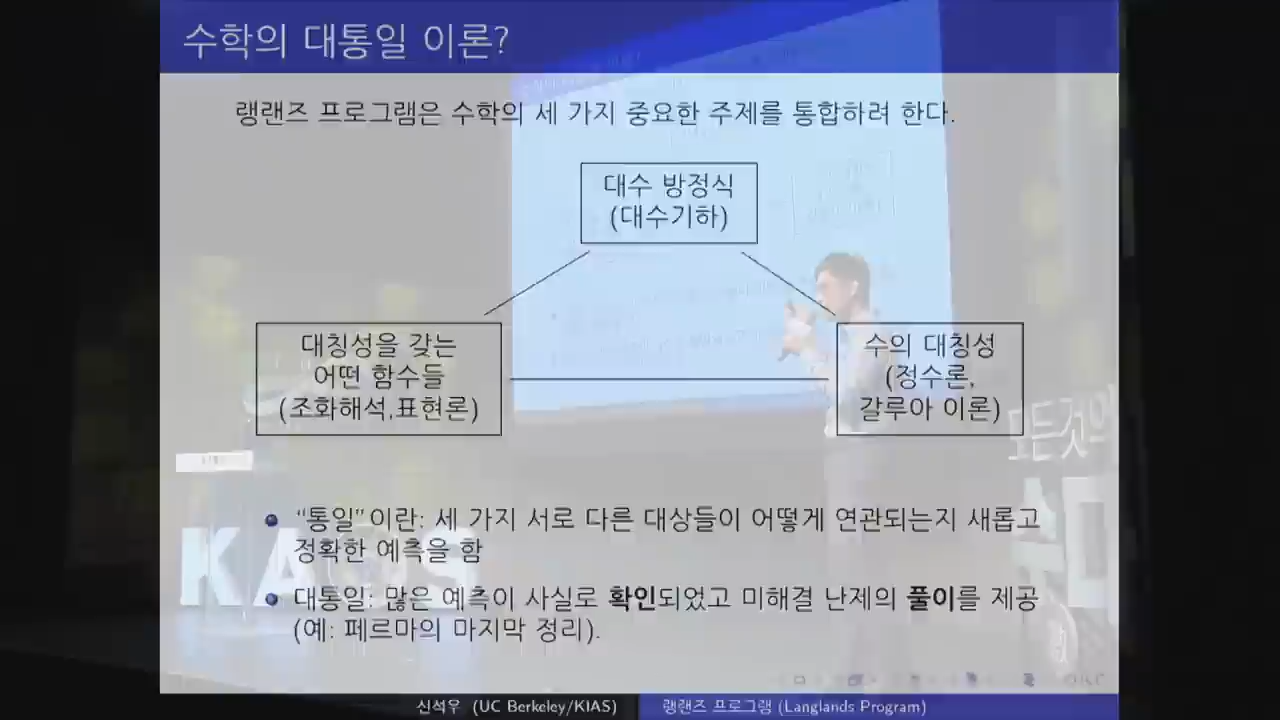 수학의 대통일 이론?
랭랜즈 프로그램은 수학의 세 가지 중요한 주제를 통합하려 한다.
대수 방정식
(대수기하)
대칭성을 갖는
어떤 함수들
(조화해석,표현론)
수의 대칭성
(정수론,
갈루아 이론)
“통일”이란: 세 가지 서로 다른 대상들이 어떻게 연관되는지 새롭고
정확한 예측을 함
대통일: 많은 예측이 사실로 확인되었고 미해결 난제의 풀이를 제공
(예: 페르마의 마지막 정리).
모든것의
KA
신석우 (UC Berkeley/KIAS)
랭랜즈 프로그램 (Langlands Program)